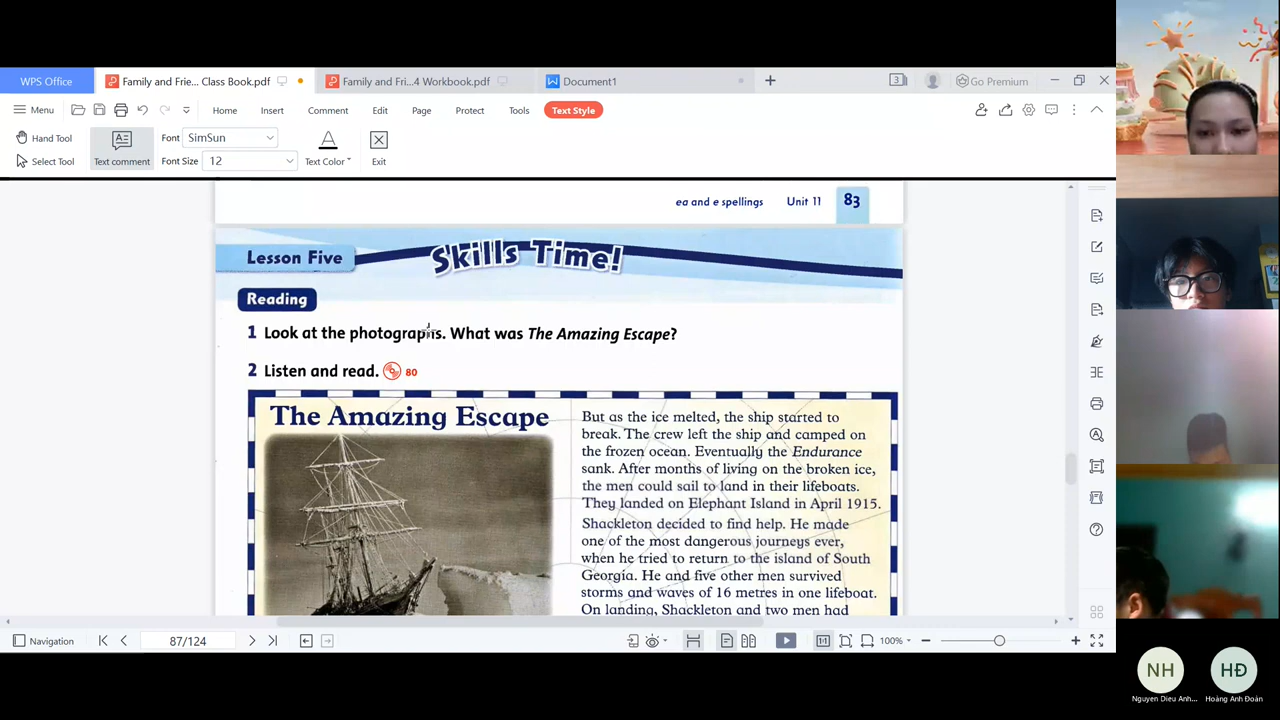 WPS Office
Family and Frie... Class Book.pdf
Family and Fri...4 Workbook.pdf
Document1
3
Go Premium
Menu
Home
Insert
Comment
Edit
Page
Protect
Tools
Text Style
Hand Tool
Select Tool
Text comment
Font
SimSun
Font Size
12
Text Color
Exit
ea and e spellings Unit 11 83
Lesson Five
Skills Time!
Reading
1 Look at the photographs. What was The Amazing Escape?
2 Listen and read. 80
The Amazing Escape
But as the ice melted, the ship started to
break. The crew left the ship and camped on
the frozen ocean. Eventually the Endurance
sank. After months of living on the broken ice,
the men could sail to land in their lifeboats.
They landed on Elephant Island in April 1915.
Shackleton decided to find help. He made
one of the most dangerous journeys ever,
when he tried to return to the island of South
Georgia. He and five other men survived
storms and waves of 16 metres in one lifeboat.
On landing, Shackleton and two men had
Navigation
87/124
1:1
100%
NH
HĐ
Nguyen Dieu Anh...
Hoàng Anh Đoàn